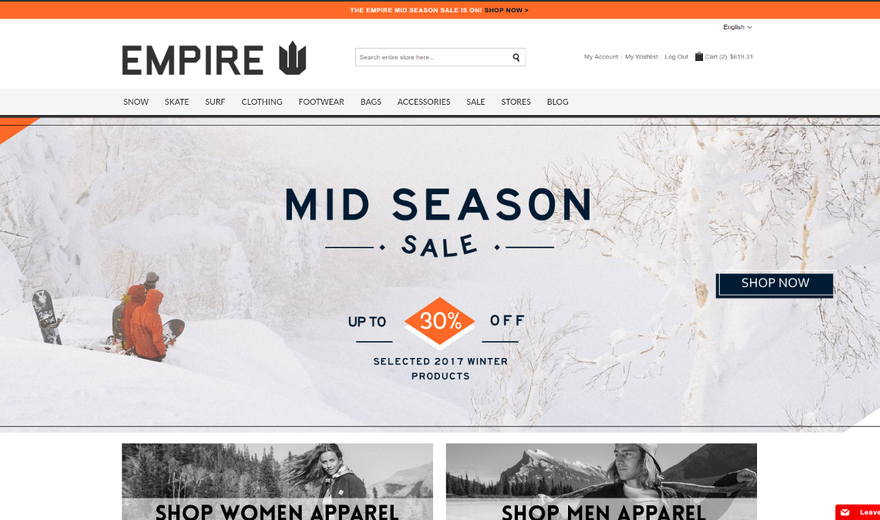 THE EMPIRE MID SEASON SALE IS ON! SHOP NOW >
English
EMPIRE
Search entire store here...
My Account
My Wishlist
Log Out
Cart (2) $619.31
SNOW SKATE SURF CLOTHING FOOTWEAR BAGS ACCESSORIES SALE STORES BLOG
MID SEASON
SALE
SHOP NOW
UP TO 30% OFF
SELECTED 2017 WINTER
PRODUCTS
SHOP WOMEN APPAREL
SHOP MEN APPAREL
Leave